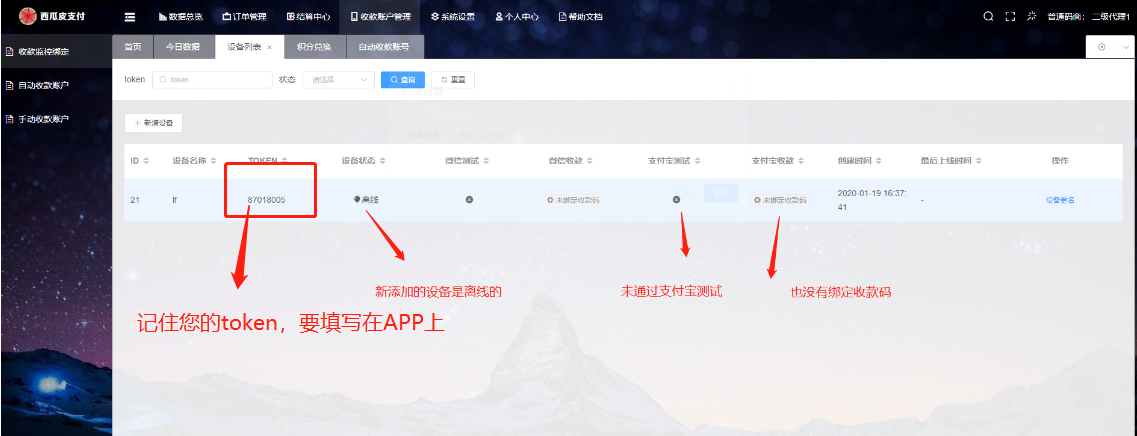 西瓜皮支付 数据总览 订单管理 结算中心 收款账户管理 系统设置 个人中心 帮助文档 普通码商： 二级代理1
收款监控绑定
自动收款账户
手动收款账户
首页 今日数据 设备列表 × 积分兑换 自动收款账号
token token 状态 请选择 查询 重置
+ 新增设备
ID 设备名称 TOKEN 设备状态 微信测试 微信收款 支付宝测试 支付宝收款 创建时间 最后上线时间 操作
21 lf 87018005 离线 未绑定收款码 未绑定收款码 2020-01-19 16:37:41 - 设备更名
新添加的设备是离线的 未通过支付宝测试 也没有绑定收款码
记住您的token，要填写在APP上